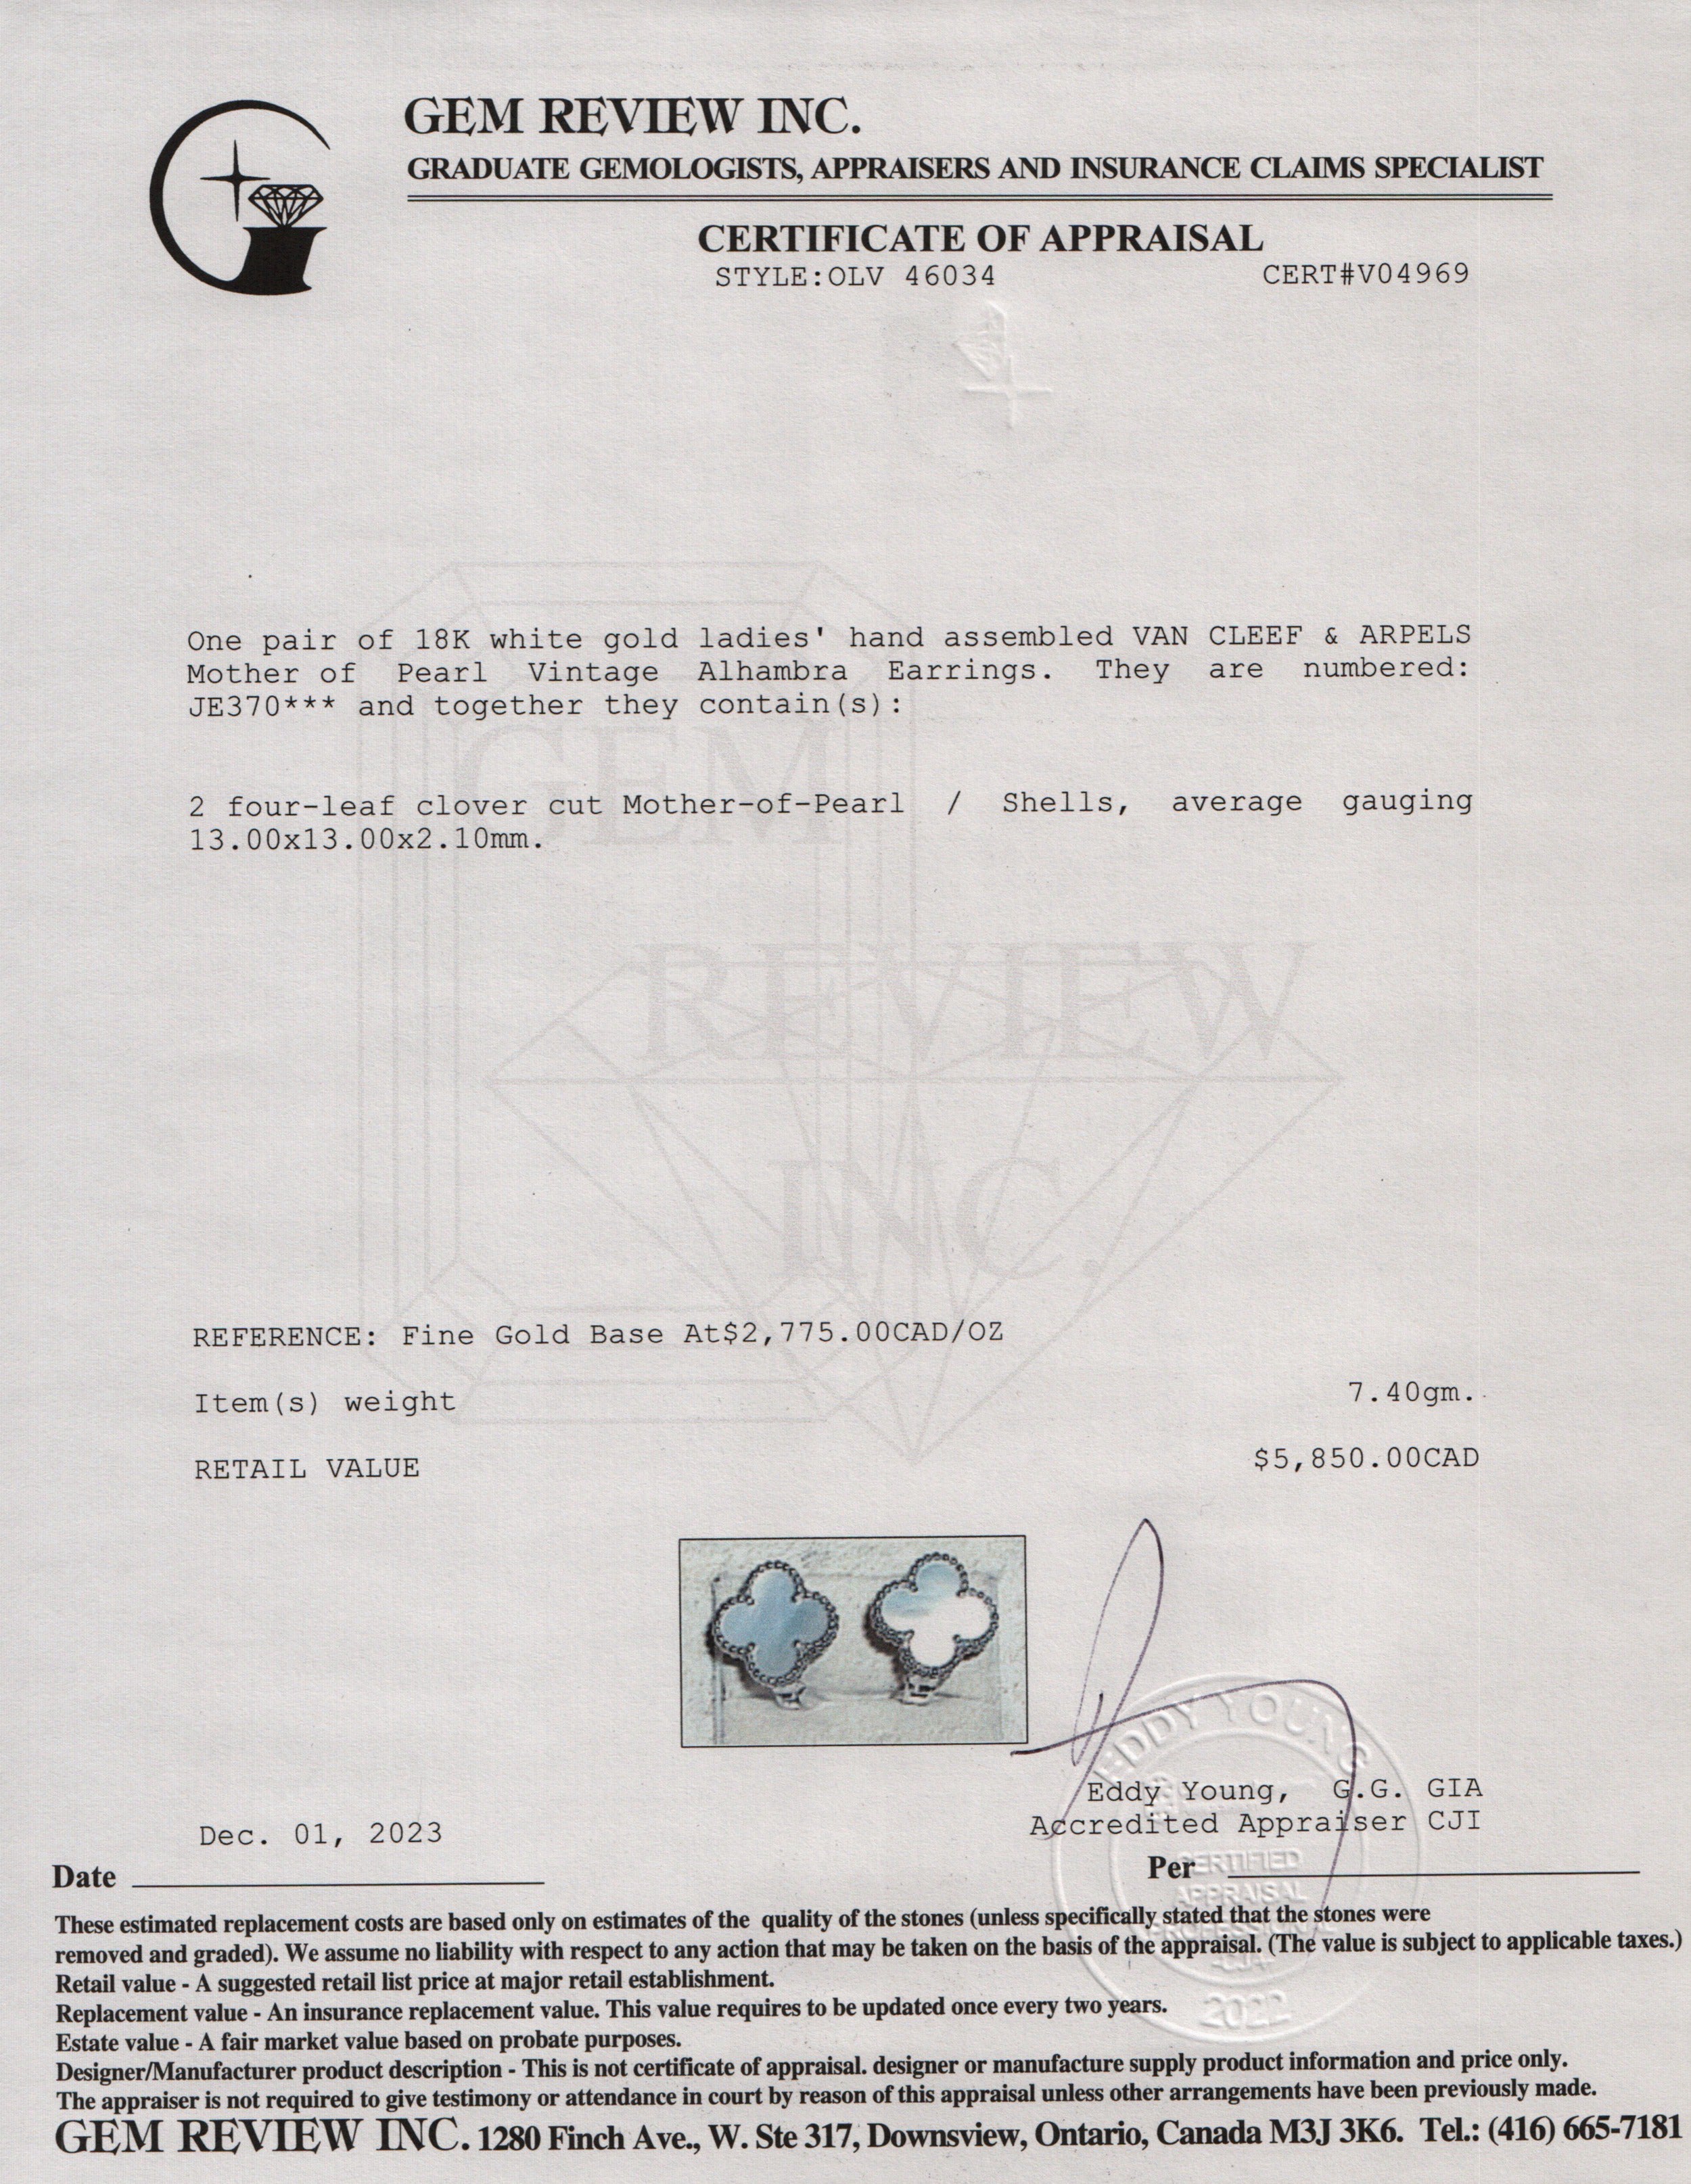 GEM REVIEW INC.
GRADUATE GEMOLOGISTS, APPRAISERS AND INSURANCE CLAIMS SPECIALIST
CERTIFICATE OF APPRAISAL
STYLE:OLV 46034 CERT#V04969
One pair of 18K white gold ladies' hand assembled VAN CLEEF & ARPELS
Mother of Pearl Vintage Alhambra Earrings. They are numbered:
JE370*** and together they contain(s):
GEM
2 four-leaf clover cut Mother-of-Pearl / Shells, average gauging
13.00x13.00x2.10mm.
REVIEW
INC.
REFERENCE: Fine Gold Base At$2,775.00CAD/OZ
Item(s) weight 7.40gm.
RETAIL VALUE $5,850.00CAD
EDDY YOUNG
Eddy Young, G.G. GIA
Accredited Appraiser CJI
Dec. 01, 2023
Date
Per
CERTIFIED
APPRAISAL
PROFESSIONAL
2022
These estimated replacement costs are based only on estimates of the quality of the stones (unless specifically stated that the stones were
removed and graded). We assume no liability with respect to any action that may be taken on the basis of the appraisal. (The value is subject to applicable taxes.)
Retail value - A suggested retail list price at major retail establishment.
Replacement value - An insurance replacement value. This value requires to be updated once every two years.
Estate value - A fair market value based on probate purposes.
Designer/Manufacturer product description - This is not certificate of appraisal. designer or manufacture supply product information and price only.
The appraiser is not required to give testimony or attendance in court by reason of this appraisal unless other arrangements have been previously made.
GEM REVIEW INC. 1280 Finch Ave., W. Ste 317, Downsview, Ontario, Canada M3J 3K6. Tel.: (416) 665-7181